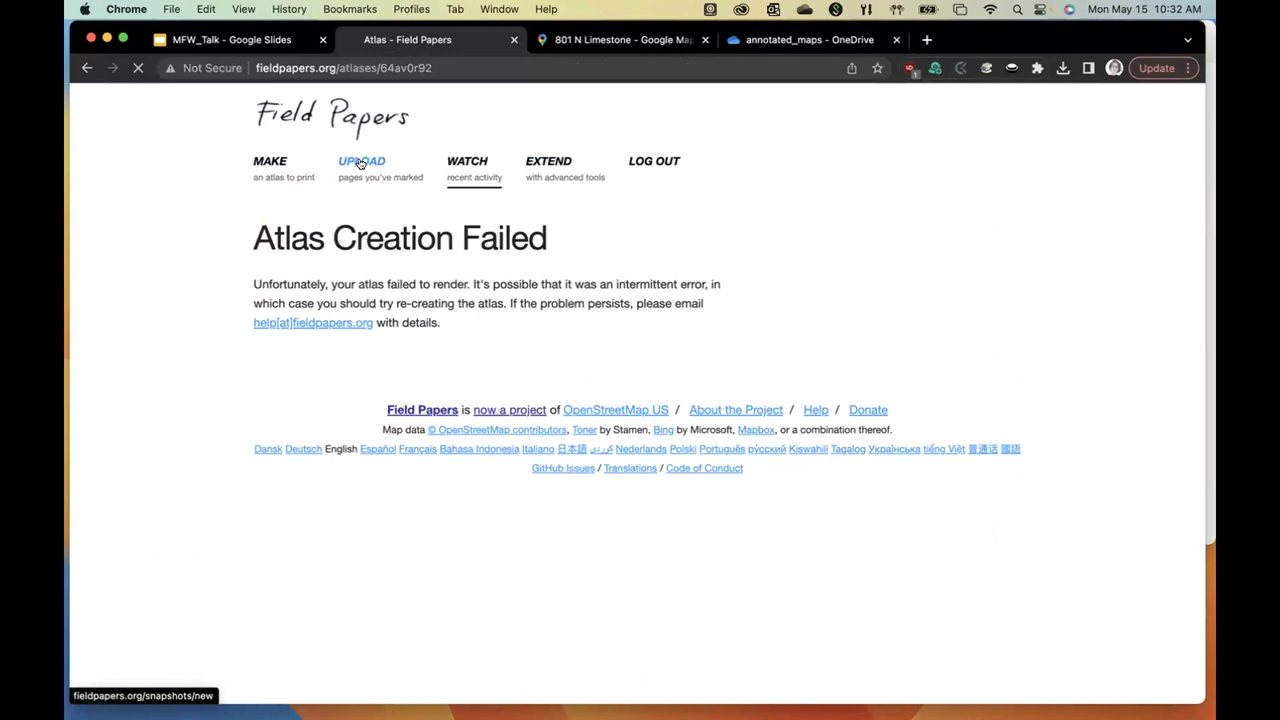 Chrome File Edit View History Bookmarks Profiles Tab Window Help Mon May 15 10:32 AM
MFW_Talk - Google Slides Atlas - Field Papers 801 N Limestone - Google Ma annotated_maps - OneDrive
Not Secure fieldpapers.org/atlases/64av0r92 Update
Field Papers
MAKE UPLOAD WATCH EXTEND LOG OUT
an atlas to print pages you've marked recent activity with advanced tools
Atlas Creation Failed
Unfortunately, your atlas failed to render. It's possible that it was an intermittent error, in
which case you should try re-creating the atlas. If the problem persists, please email
help[at]fieldpapers.org with details.
Field Papers is now a project of OpenStreetMap US / About the Project / Help / Donate
Map data © OpenStreetMap contributors, Toner by Stamen, Bing by Microsoft, Mapbox, or a combination thereof.
Dansk Deutsch English Español Français Bahasa Indonesia Italiano 日本語 كوردی Nederlands Polski Português русский Kiswahili Tagalog Українська tiếng Việt 普通话 國語
GitHub Issues / Translations / Code of Conduct
fieldpapers.org/snapshots/new